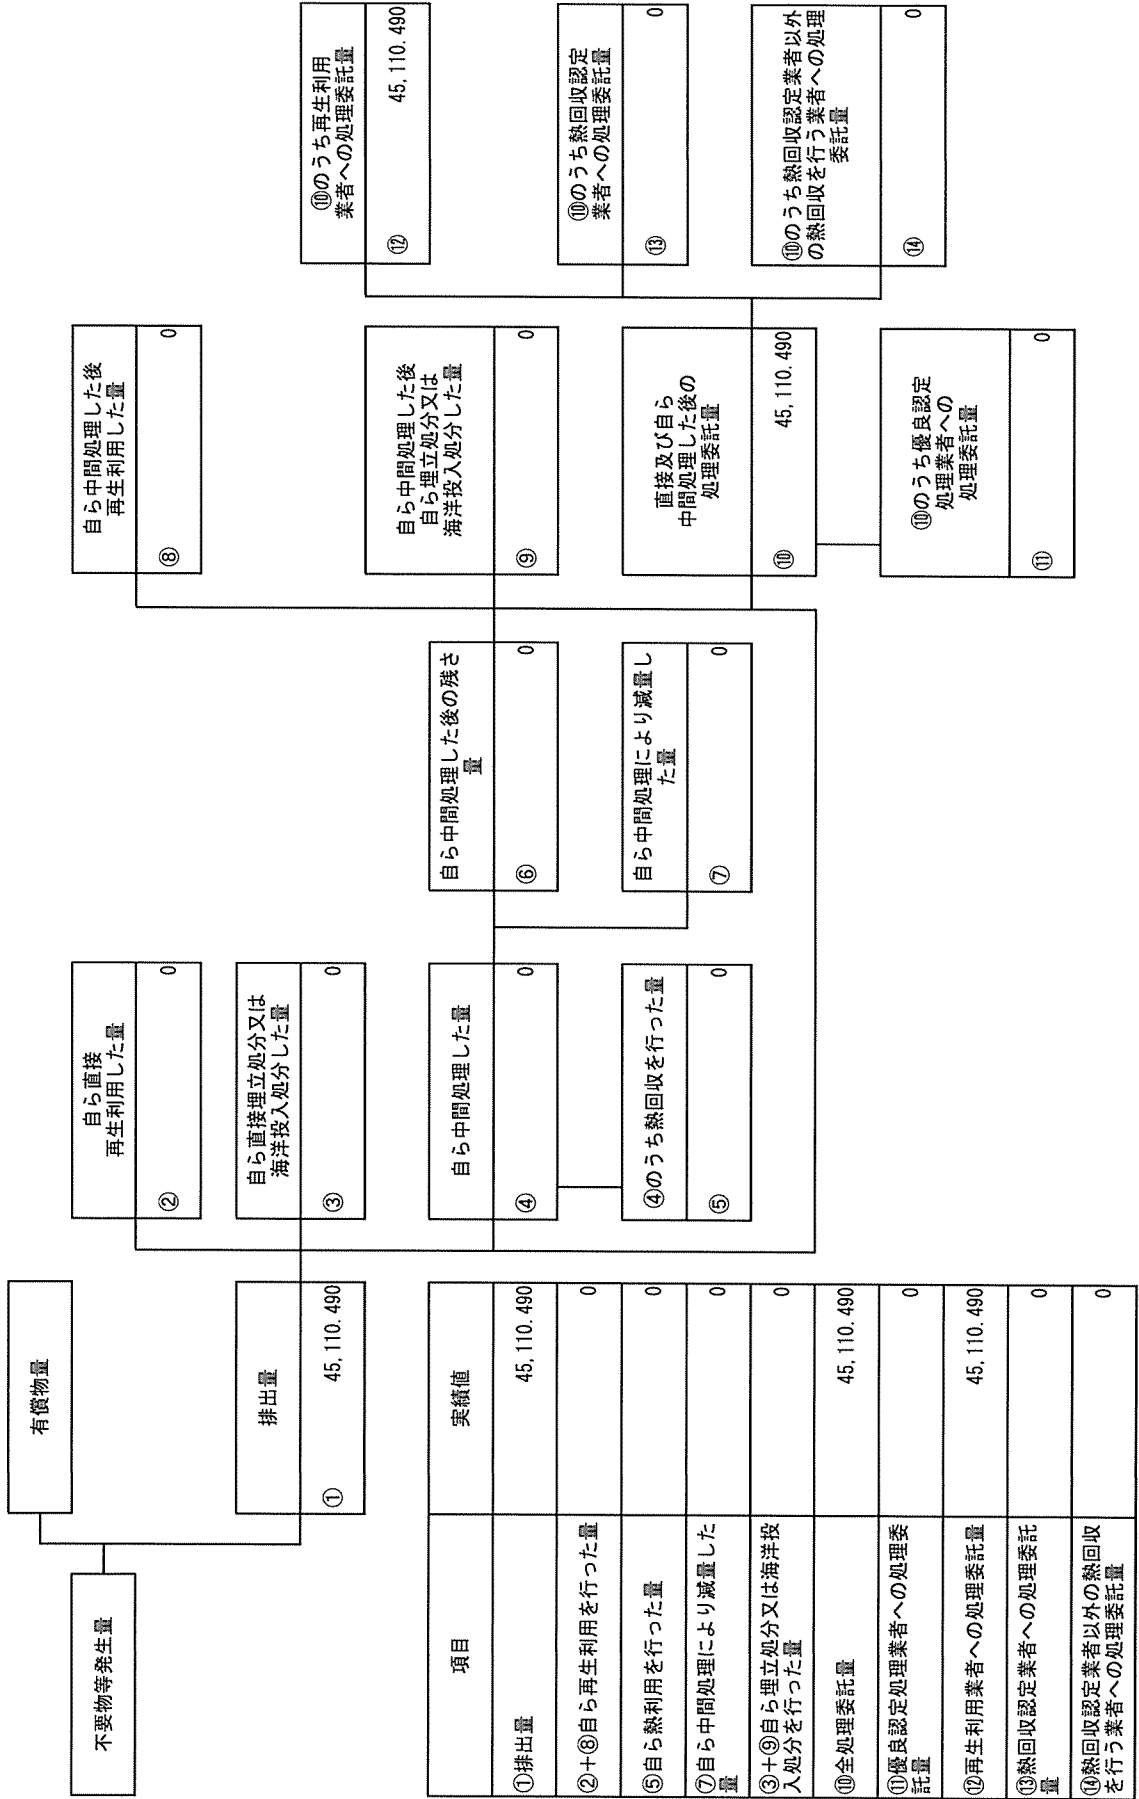 不要物等発生量
有償物量
排出量
① 45,110.490
自ら直接
再生利用した量
② 0
自ら直接埋立処分又は
海洋投入処分した量
③ 0
自ら中間処理した量
④ 0
④のうち熱回収を行った量
⑤ 0
自ら中間処理した後の残さ
量
⑥ 0
自ら中間処理により減量し
た量
⑦ 0
自ら中間処理した後
再生利用した量
⑧ 0
自ら中間処理した後
自ら埋立処分又は
海洋投入処分した量
⑨ 0
直接及び自ら
中間処理した後の
処理委託量
⑩ 45,110.490
⑩のうち優良認定
処理業者への
処理委託量
⑪ 0
⑩のうち再生利用
業者への処理委託量
⑫ 45,110.490
⑩のうち熱回収認定
業者への処理委託量
⑬ 0
⑩のうち熱回収認定業者以外
の熱回収を行う業者への処理
委託量
⑭ 0
項目 実績値
①排出量 45,110.490
②+⑧自ら再生利用を行った量 0
⑤自ら熱利用を行った量 0
⑦自ら中間処理により減量した
量 0
③+⑨自ら埋立処分又は海洋投
入処分を行った量 0
⑩全処理委託量 45,110.490
⑪優良認定処理業者への処理委
託量 0
⑫再生利用業者への処理委託量 45,110.490
⑬熱回収認定業者への処理委託
量 0
⑭熱回収認定業者以外の熱回収
を行う業者への処理委託量 0